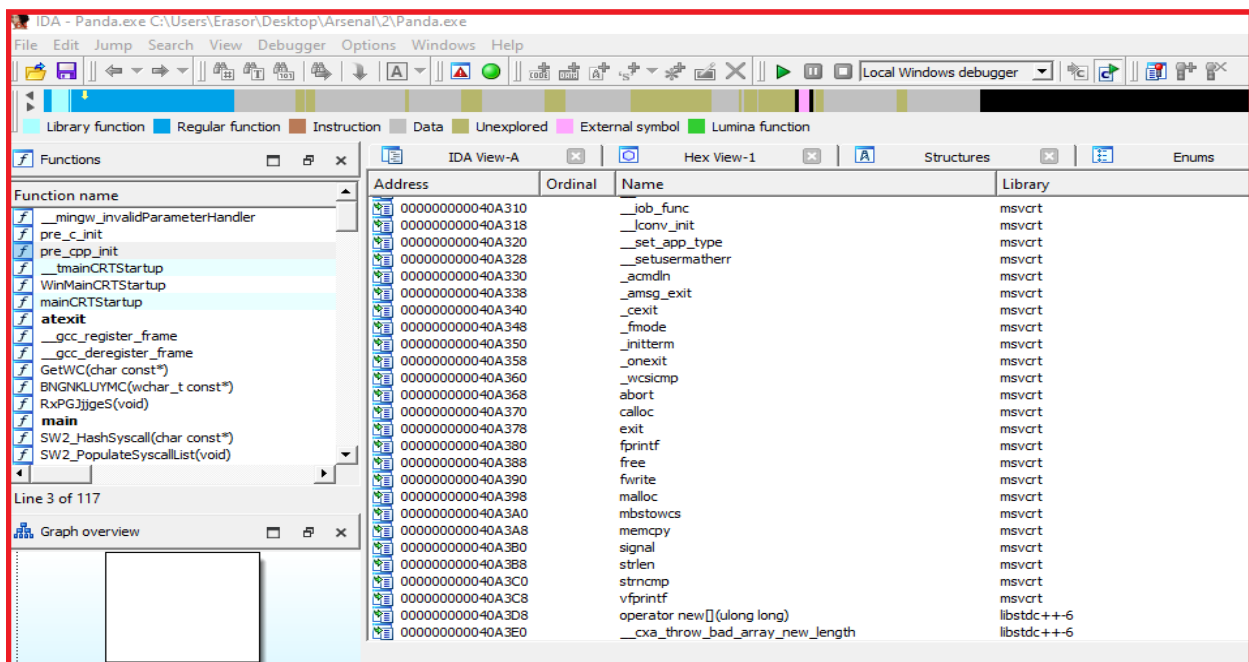 IDA - Panda.exe C:\Users\Erasor\Desktop\Arsenal\2\Panda.exe
File Edit Jump Search View Debugger Options Windows Help
Local Windows debugger
Library function Regular function Instruction Data Unexplored External symbol Lumina function
Functions
Function name
__mingw_invalidParameterHandler
pre_c_init
pre_cpp_init
__tmainCRTStartup
WinMainCRTStartup
mainCRTStartup
atexit
__gcc_register_frame
__gcc_deregister_frame
GetWC(char const*)
BNGNKLUYMC(wchar_t const*)
RxPGJjjgeS(void)
main
SW2_HashSyscall(char const*)
SW2_PopulateSyscallList(void)
Line 3 of 117
Graph overview
IDA View-A Hex View-1 Structures Enums
Address Ordinal Name Library
000000000040A310 __iob_func msvcrt
000000000040A318 __lconv_init msvcrt
000000000040A320 __set_app_type msvcrt
000000000040A328 __setusermatherr msvcrt
000000000040A330 _acmdln msvcrt
000000000040A338 _amsg_exit msvcrt
000000000040A340 _cexit msvcrt
000000000040A348 _fmode msvcrt
000000000040A350 _initterm msvcrt
000000000040A358 _onexit msvcrt
000000000040A360 _wcsicmp msvcrt
000000000040A368 abort msvcrt
000000000040A370 calloc msvcrt
000000000040A378 exit msvcrt
000000000040A380 fprintf msvcrt
000000000040A388 free msvcrt
000000000040A390 fwrite msvcrt
000000000040A398 malloc msvcrt
000000000040A3A0 mbstowcs msvcrt
000000000040A3A8 memcpy msvcrt
000000000040A3B0 signal msvcrt
000000000040A3B8 strlen msvcrt
000000000040A3C0 strncmp msvcrt
000000000040A3C8 vfprintf msvcrt
000000000040A3D8 operator new[](ulong long) libstdc++-6
000000000040A3E0 __cxa_throw_bad_array_new_length libstdc++-6